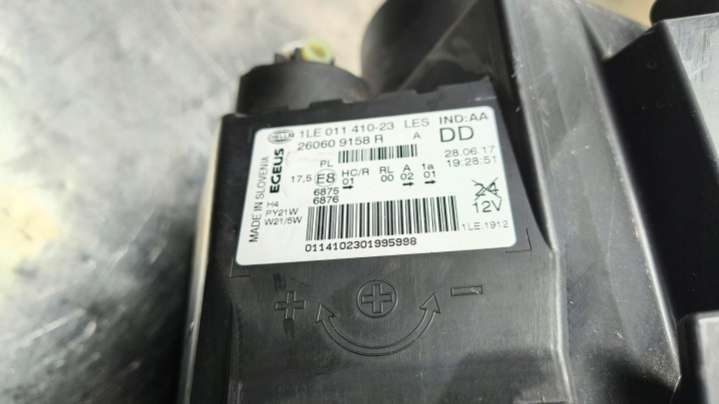 HELLA 1LE 011 410-23 LES IND:AA
26060 9158 R A DD
PL 28.06.17
19:28:51
17.5 E8 HC/R RL A 1a
01 00 02 01
6875
6876
24
12V
H4
PY21W
W21/5W
1LE.1912
0114102301995998
MADE IN SLOVENIA
EGEUS
+ −